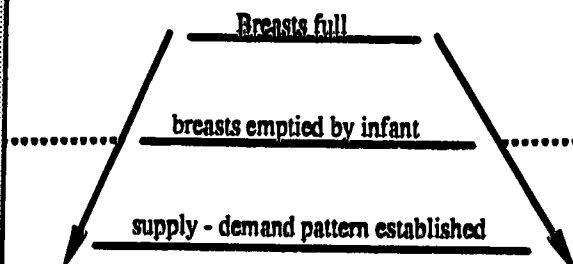 Breasts full
breasts emptied by infant
supply - demand pattern established